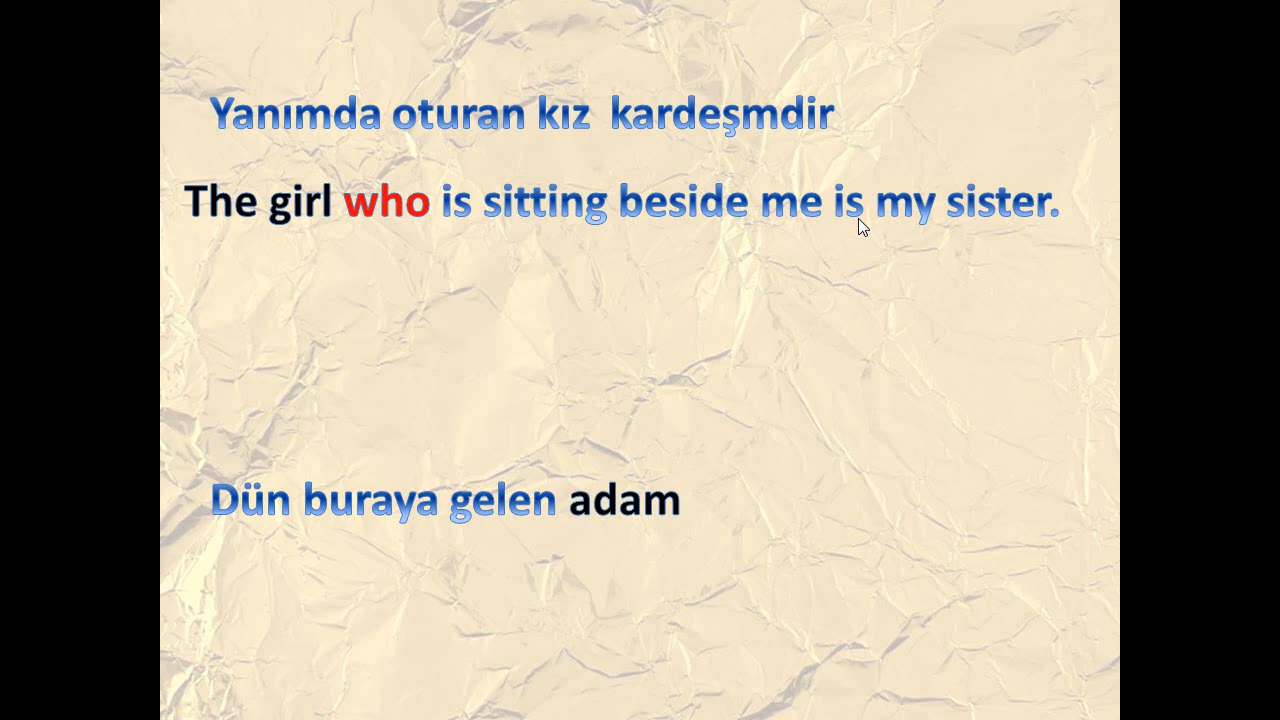 Yanımda oturan kız kardeşmdir
The girl who is sitting beside me is my sister.
Dün buraya gelen adam